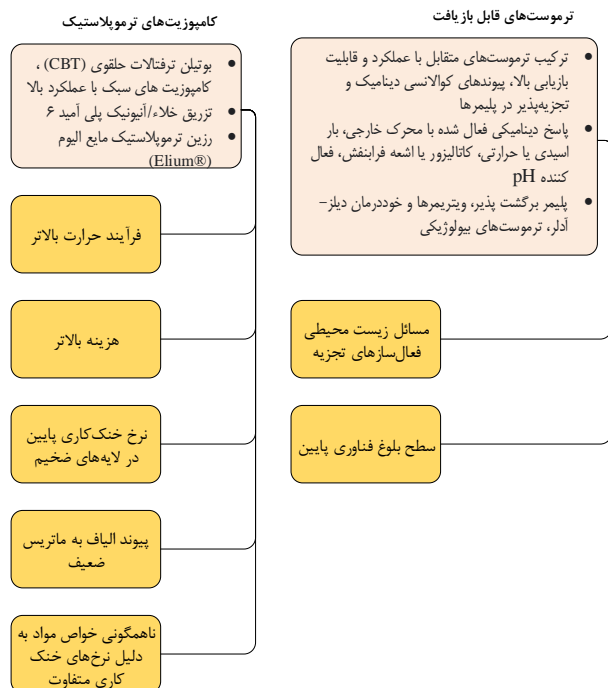 ترموست‌های قابل بازیافت
• ترکیب ترموست‌های متقابل با عملکرد و قابلیت
بازیابی بالا، پیوندهای کوالانسی دینامیک و
تجزیه‌پذیر در پلیمرها
• پاسخ دینامیکی فعال شده با محرک خارجی، بار
اسیدی یا حرارتی، کاتالیزور یا اشعه فرابنفش، فعال
کننده pH
• پلیمر برگشت پذیر، ویتریمرها و خوددرمان دیلز-
آلدر، ترموست‌های بیولوژیکی
مسائل زیست محیطی
فعال‌سازهای تجزیه
سطح بلوغ فناوری پایین
کامپوزیت‌های ترموپلاستیک
• بوتیلن ترفتالات حلقوی (CBT) ،
کامپوزیت های سبک با عملکرد بالا
• تزریق خلاء/آنیونیک پلی آمید ۶
• رزین ترموپلاستیک مایع الیوم
(Elium®)
فرآیند حرارت بالاتر
هزینه بالاتر
نرخ خنک‌کاری پایین
در لایه‌های ضخیم
پیوند الیاف به ماتریس
ضعیف
ناهمگونی خواص مواد به
دلیل نرخ‌های خنک
کاری متفاوت